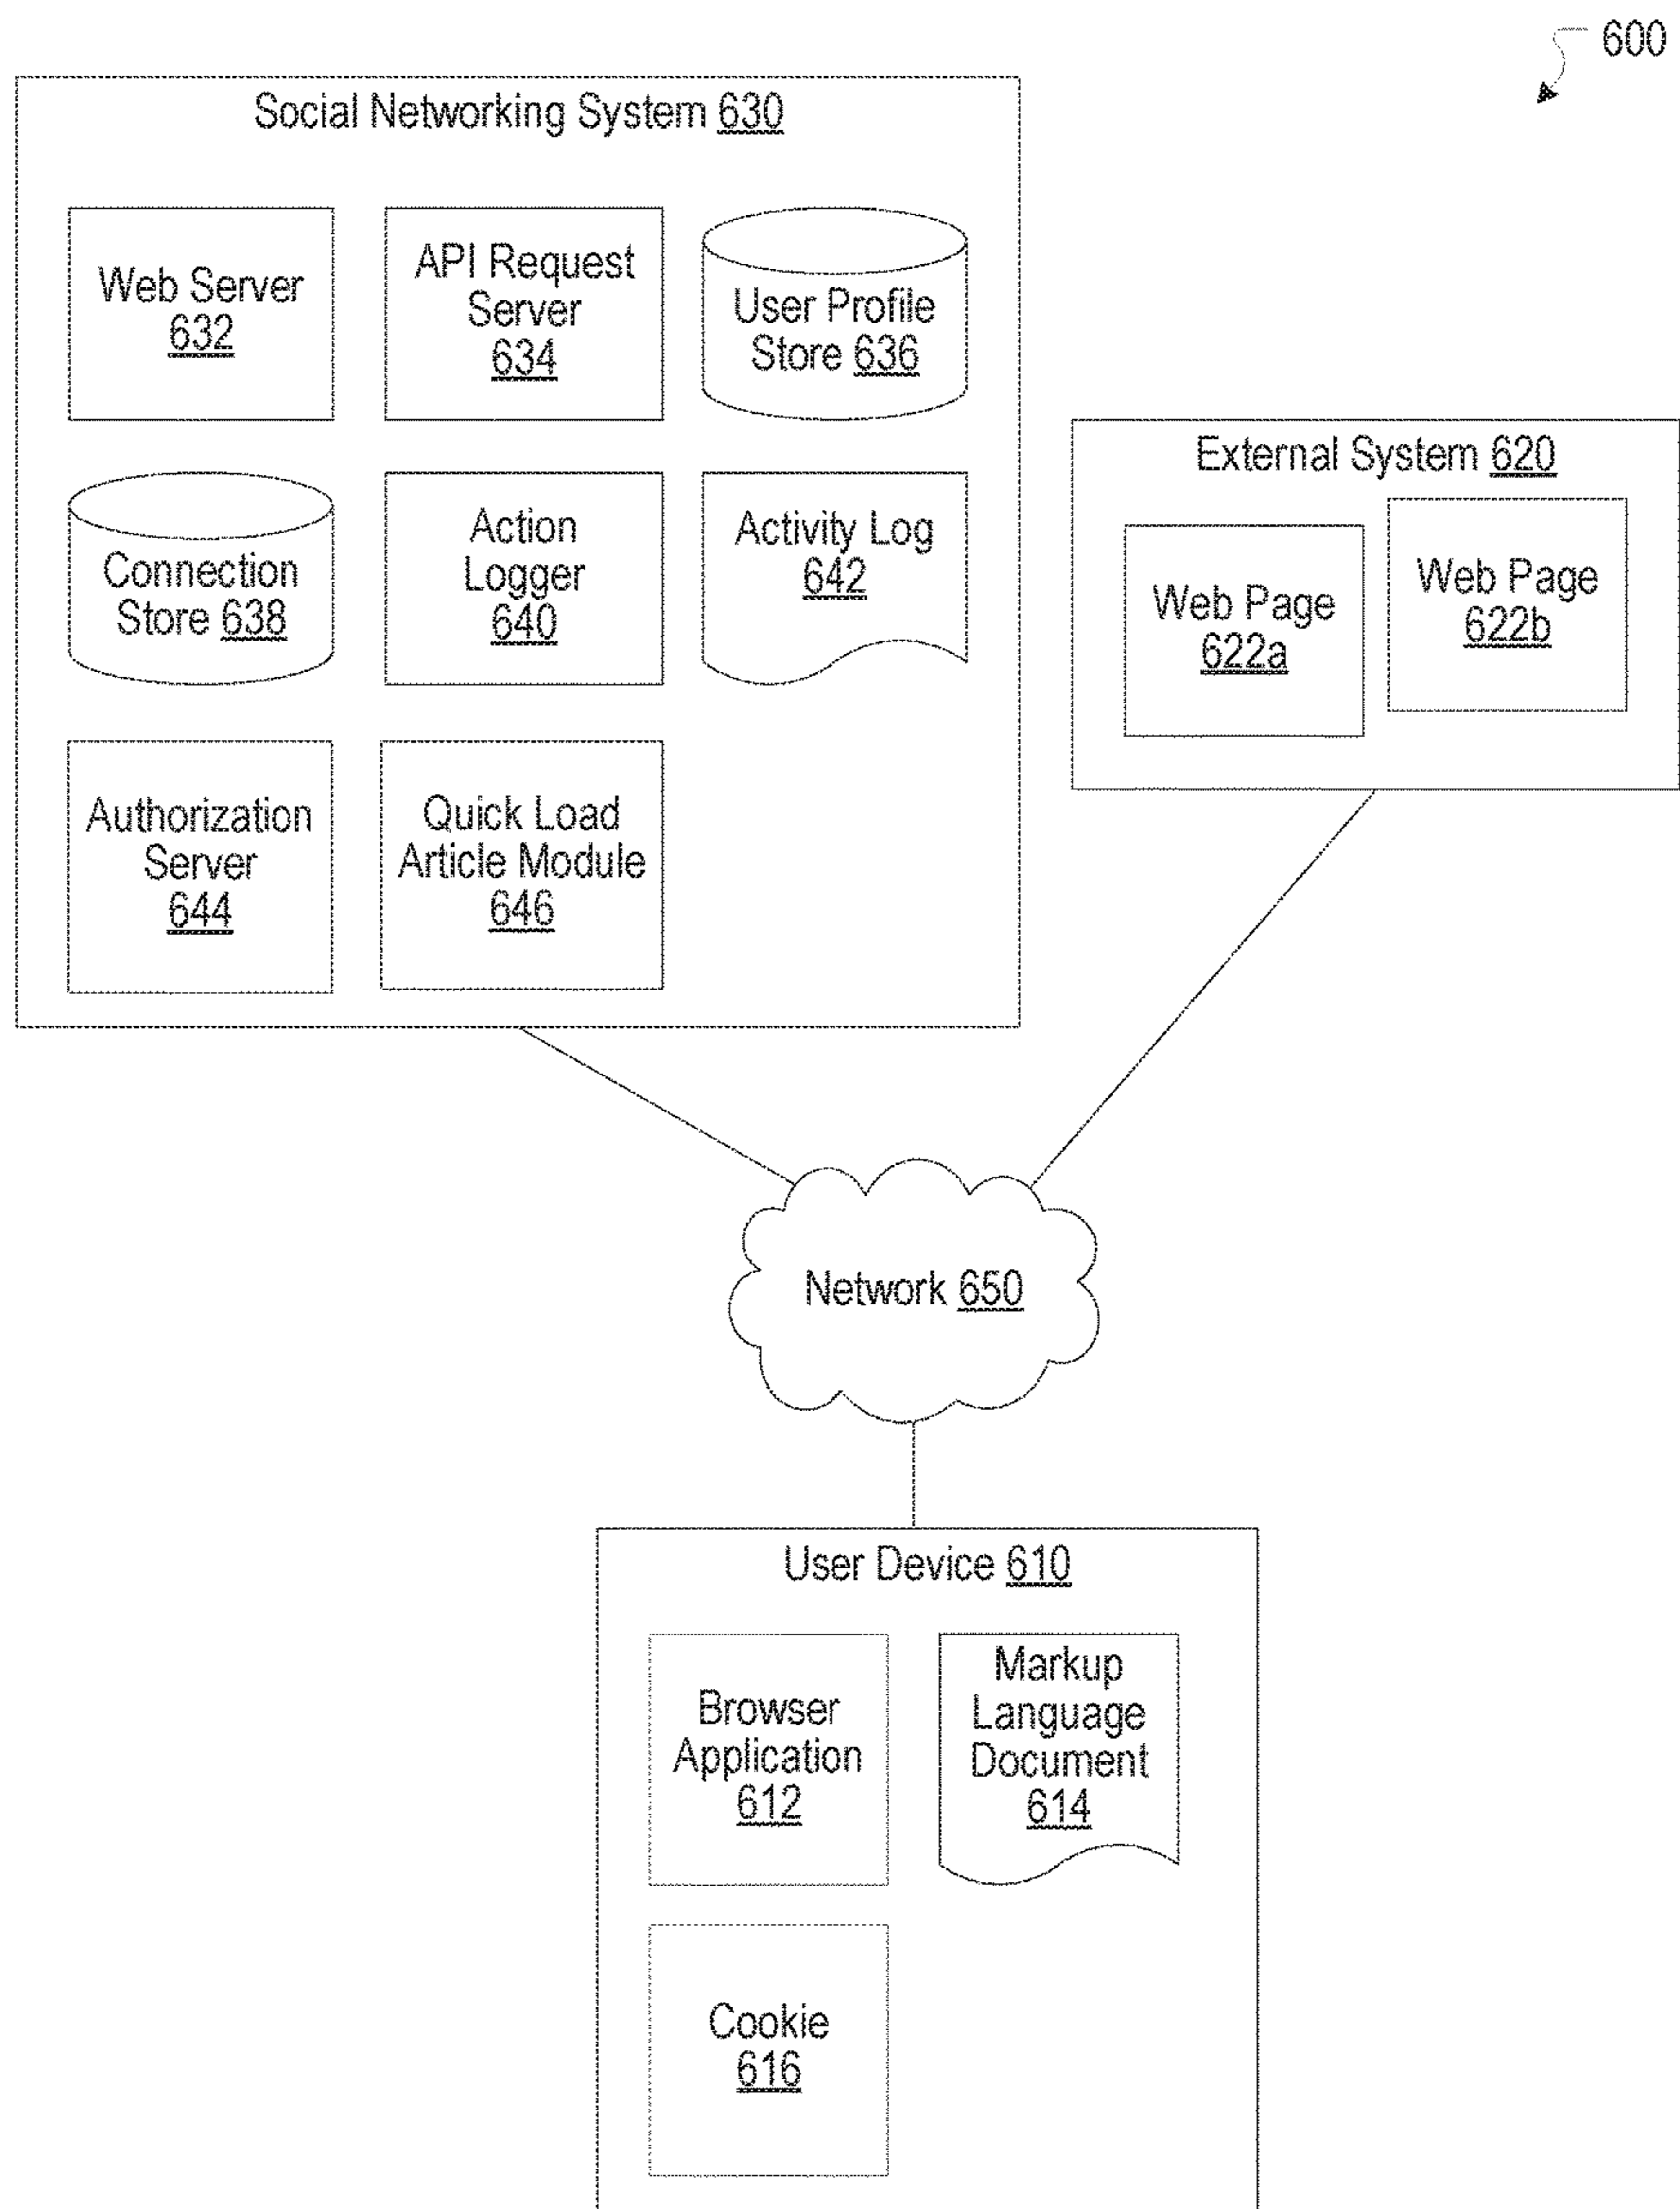 600
Social Networking System 630
Web Server
632
API Request
Server
634
User Profile
Store 636
Connection
Store 638
Action
Logger
640
Activity Log
642
Authorization
Server
644
Quick Load
Article Module
646
External System 620
Web Page
622a
Web Page
622b
Network 650
User Device 610
Browser
Application
612
Markup
Language
Document
614
Cookie
616